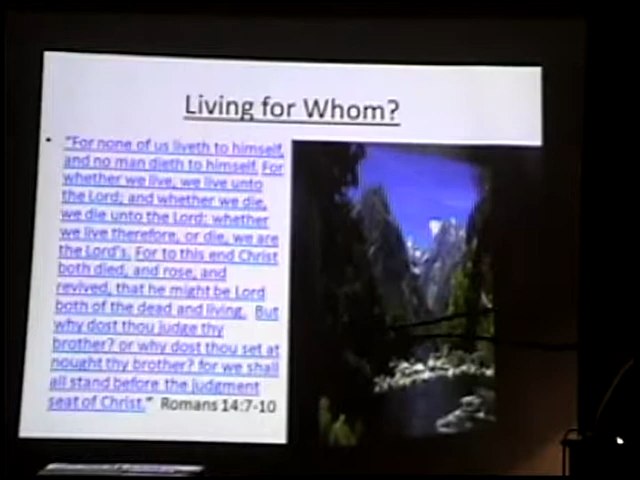 Living for Whom?
• "For none of us liveth to himself,
and no man dieth to himself. For
whether we live, we live unto
the Lord; and whether we die,
we die unto the Lord: whether
we live therefore, or die, we are
the Lord's. For to this end Christ
both died, and rose, and
revived, that he might be Lord
both of the dead and living. But
why dost thou judge thy
brother? or why dost thou set at
nought thy brother? for we shall
all stand before the judgment
seat of Christ." Romans 14:7-10